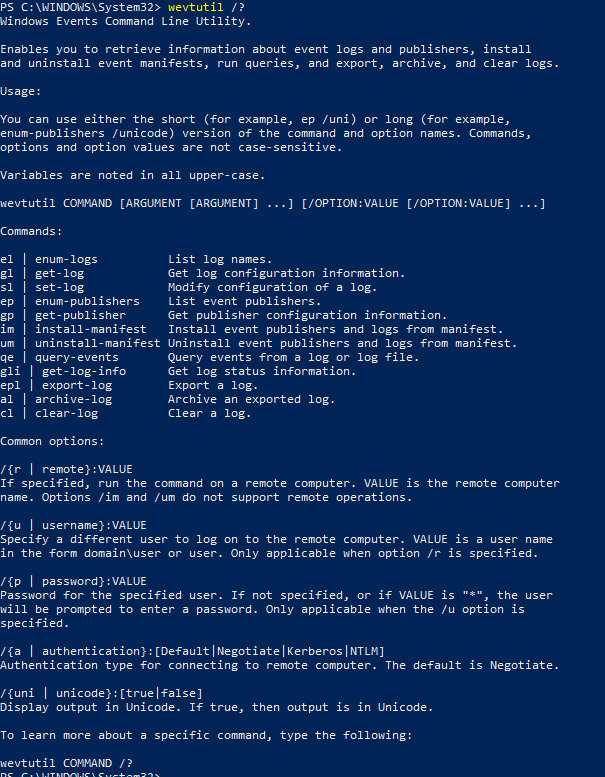 PS C:\WINDOWS\System32> wevtutil /?
Windows Events Command Line Utility.
Enables you to retrieve information about event logs and publishers, install
and uninstall event manifests, run queries, and export, archive, and clear logs.
Usage:
You can use either the short (for example, ep /uni) or long (for example,
enum-publishers /unicode) version of the command and option names. Commands,
options and option values are not case-sensitive.
Variables are noted in all upper-case.
wevtutil COMMAND [ARGUMENT [ARGUMENT] ...] [/OPTION:VALUE [/OPTION:VALUE] ...]
Commands:
el | enum-logs          List log names.
gl | get-log            Get log configuration information.
sl | set-log            Modify configuration of a log.
ep | enum-publishers    List event publishers.
gp | get-publisher      Get publisher configuration information.
im | install-manifest   Install event publishers and logs from manifest.
um | uninstall-manifest Uninstall event publishers and logs from manifest.
qe | query-events       Query events from a log or log file.
gli | get-log-info      Get log status information.
epl | export-log        Export a log.
al | archive-log        Archive an exported log.
cl | clear-log          Clear a log.
Common options:
/{r | remote}:VALUE
If specified, run the command on a remote computer. VALUE is the remote computer
name. Options /im and /um do not support remote operations.
/{u | username}:VALUE
Specify a different user to log on to the remote computer. VALUE is a user name
in the form domain\user or user. Only applicable when option /r is specified.
/{p | password}:VALUE
Password for the specified user. If not specified, or if VALUE is "*", the user
will be prompted to enter a password. Only applicable when the /u option is
specified.
/{a | authentication}:[Default|Negotiate|Kerberos|NTLM]
Authentication type for connecting to remote computer. The default is Negotiate.
/{uni | unicode}:[true|false]
Display output in Unicode. If true, then output is in Unicode.
To learn more about a specific command, type the following:
wevtutil COMMAND /?
PS C:\WINDOWS\System32>